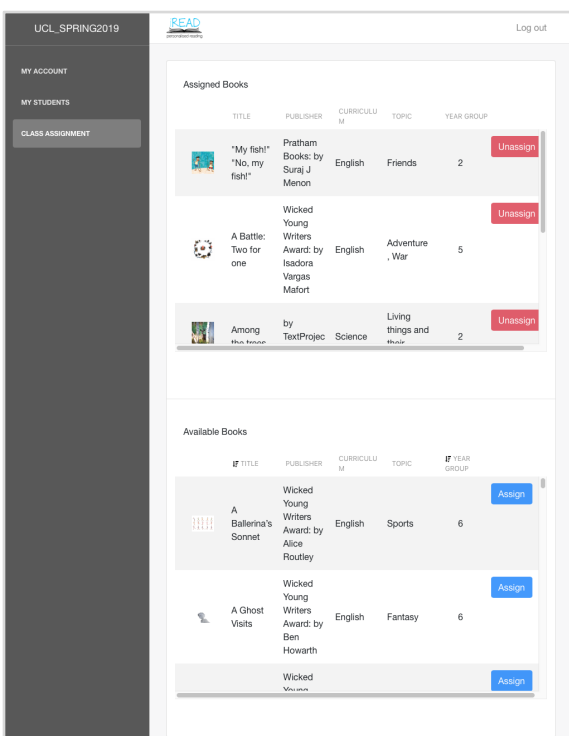 UCL_SPRING2019
READ
personalised reading
Log out
MY ACCOUNT
MY STUDENTS
CLASS ASSIGNMENT
Assigned Books
TITLE
PUBLISHER
CURRICULU
M
TOPIC
YEAR GROUP
"My fish!"
"No, my
fish!"
Pratham
Books: by
Suraj J
Menon
English
Friends
2
Unassign
A Battle:
Two for
one
Wicked
Young
Writers
Award: by
Isadora
Vargas
Mafort
English
Adventure
, War
5
Unassign
Among
the trees
by
TextProjec
Science
Living
things and
their
2
Unassign
Available Books
TITLE
PUBLISHER
CURRICULU
M
TOPIC
YEAR
GROUP
A
Ballerina's
Sonnet
Wicked
Young
Writers
Award: by
Alice
Routley
English
Sports
6
Assign
A Ghost
Visits
Wicked
Young
Writers
Award: by
Ben
Howarth
English
Fantasy
6
Assign
Wicked
Young
Assign